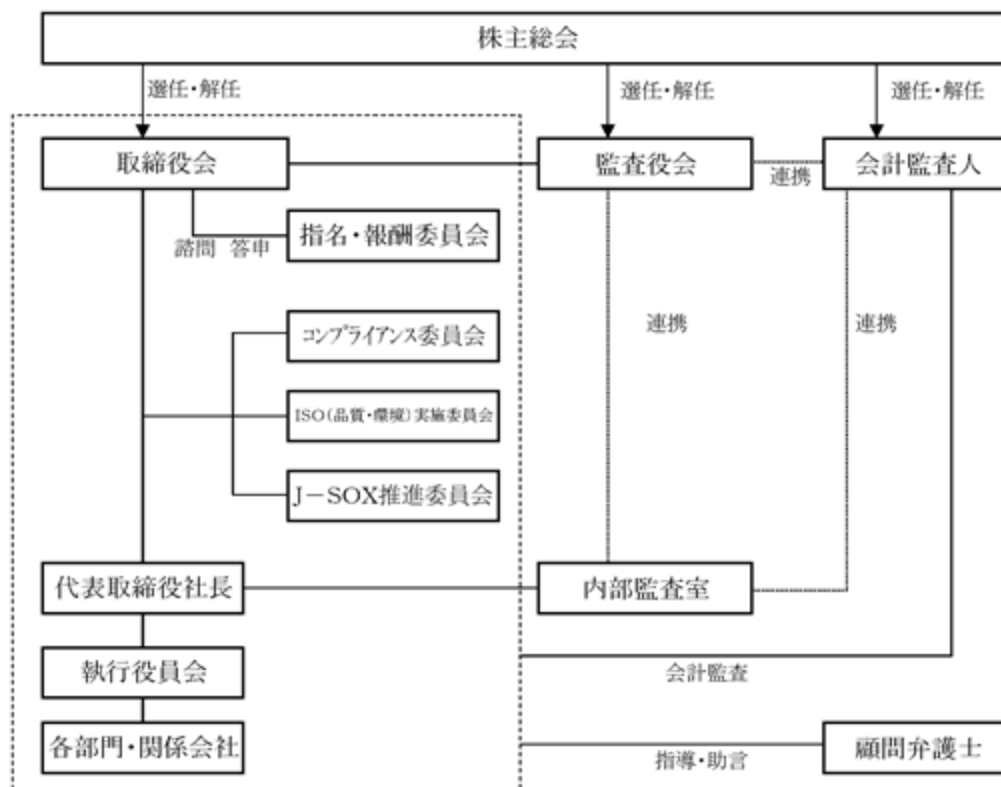 株主総会
選任・解任
選任・解任
選任・解任
取締役会
監査役会
連携
会計監査人
諮問 答申
指名・報酬委員会
コンプライアンス委員会
連携
連携
ISO(品質・環境)実施委員会
J－SOX推進委員会
代表取締役社長
内部監査室
執行役員会
会計監査
各部門・関係会社
指導・助言
顧問弁護士